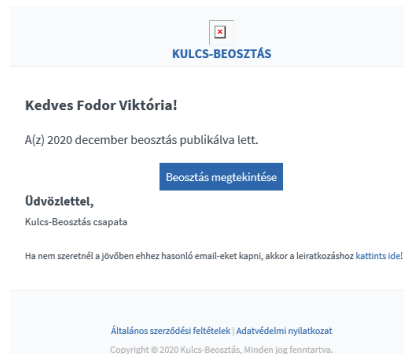 KULCS-BEOSZTÁS
Kedves Fodor Viktória!
A(z) 2020 december beosztás publikálva lett.
Beosztás megtekintése
Üdvözlettel,
Kulcs-Beosztás csapata
Ha nem szeretnél a jövőben ehhez hasonló email-eket kapni, akkor a leiratkozáshoz kattints ide!
Általános szerződési feltételek | Adatvédelmi nyilatkozat
Copyright © 2020 Kulcs-Beosztás, Minden jog fenntartva.